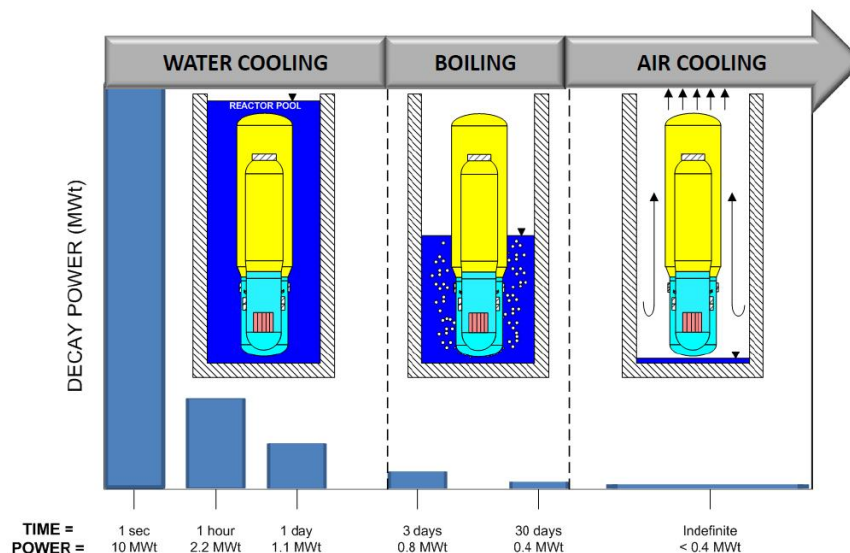 WATER COOLING
BOILING
AIR COOLING
REACTOR POOL
DECAY POWER (MWt)
TIME = 1 sec 1 hour 1 day 3 days 30 days Indefinite
POWER = 10 MWt 2.2 MWt 1.1 MWt 0.8 MWt 0.4 MWt < 0.4 MWt